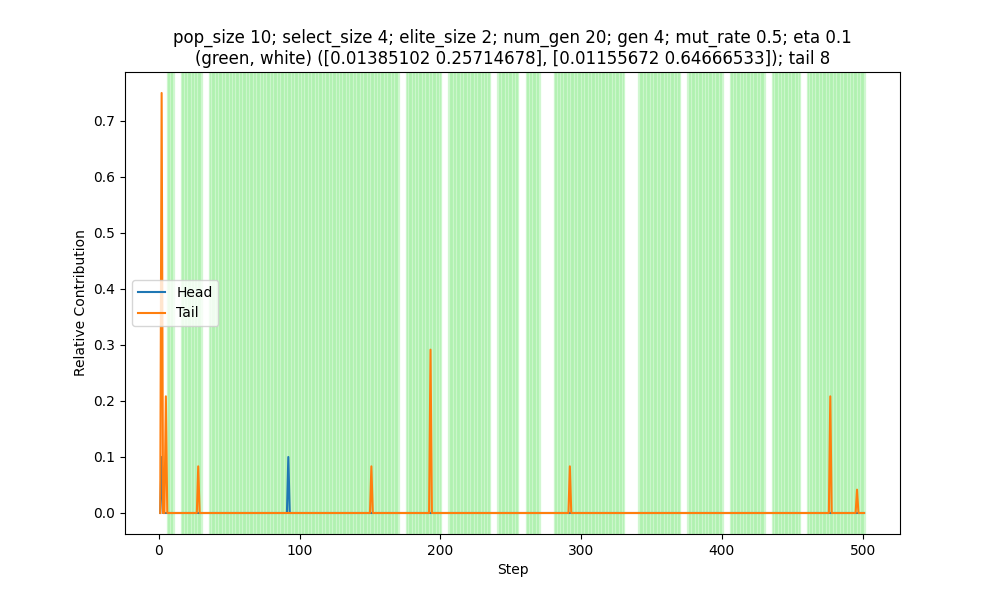 pop_size 10; select_size 4; elite_size 2; num_gen 20; gen 4; mut_rate 0.5; eta 0.1
(green, white) ([0.01385102 0.25714678], [0.01155672 0.64666533]); tail 8
0.7
0.6
0.5
0.4
0.3
0.2
0.1
0.0
Relative Contribution
Head
Tail
0
100
200
300
400
500
Step